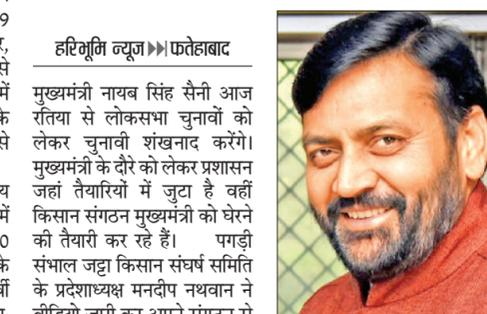 हरिभूमि न्यूज ▶▶| फतेहाबाद
मुख्यमंत्री नायब सिंह सैनी आज
रतिया से लोकसभा चुनावों को
लेकर चुनावी शंखनाद करेंगे।
मुख्यमंत्री के दौरे को लेकर प्रशासन
जहां तैयारियों में जुटा है वहीं
किसान संगठन मुख्यमंत्री को घेरने
की तैयारी कर रहे हैं। पगड़ी
संभाल जट्टा किसान संघर्ष समिति
के प्रदेशाध्यक्ष मनदीप नथवान ने